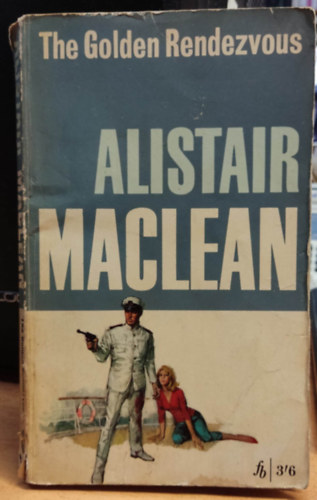 The Golden Rendezvous
ALISTAIR
MACLEAN
fb 3/6